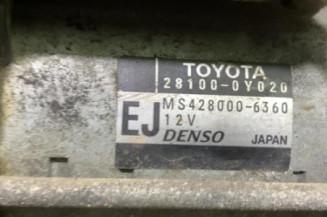 TOYOTA
28100-0Y020
MS428000-6360
EJ 12V
DENSO JAPAN